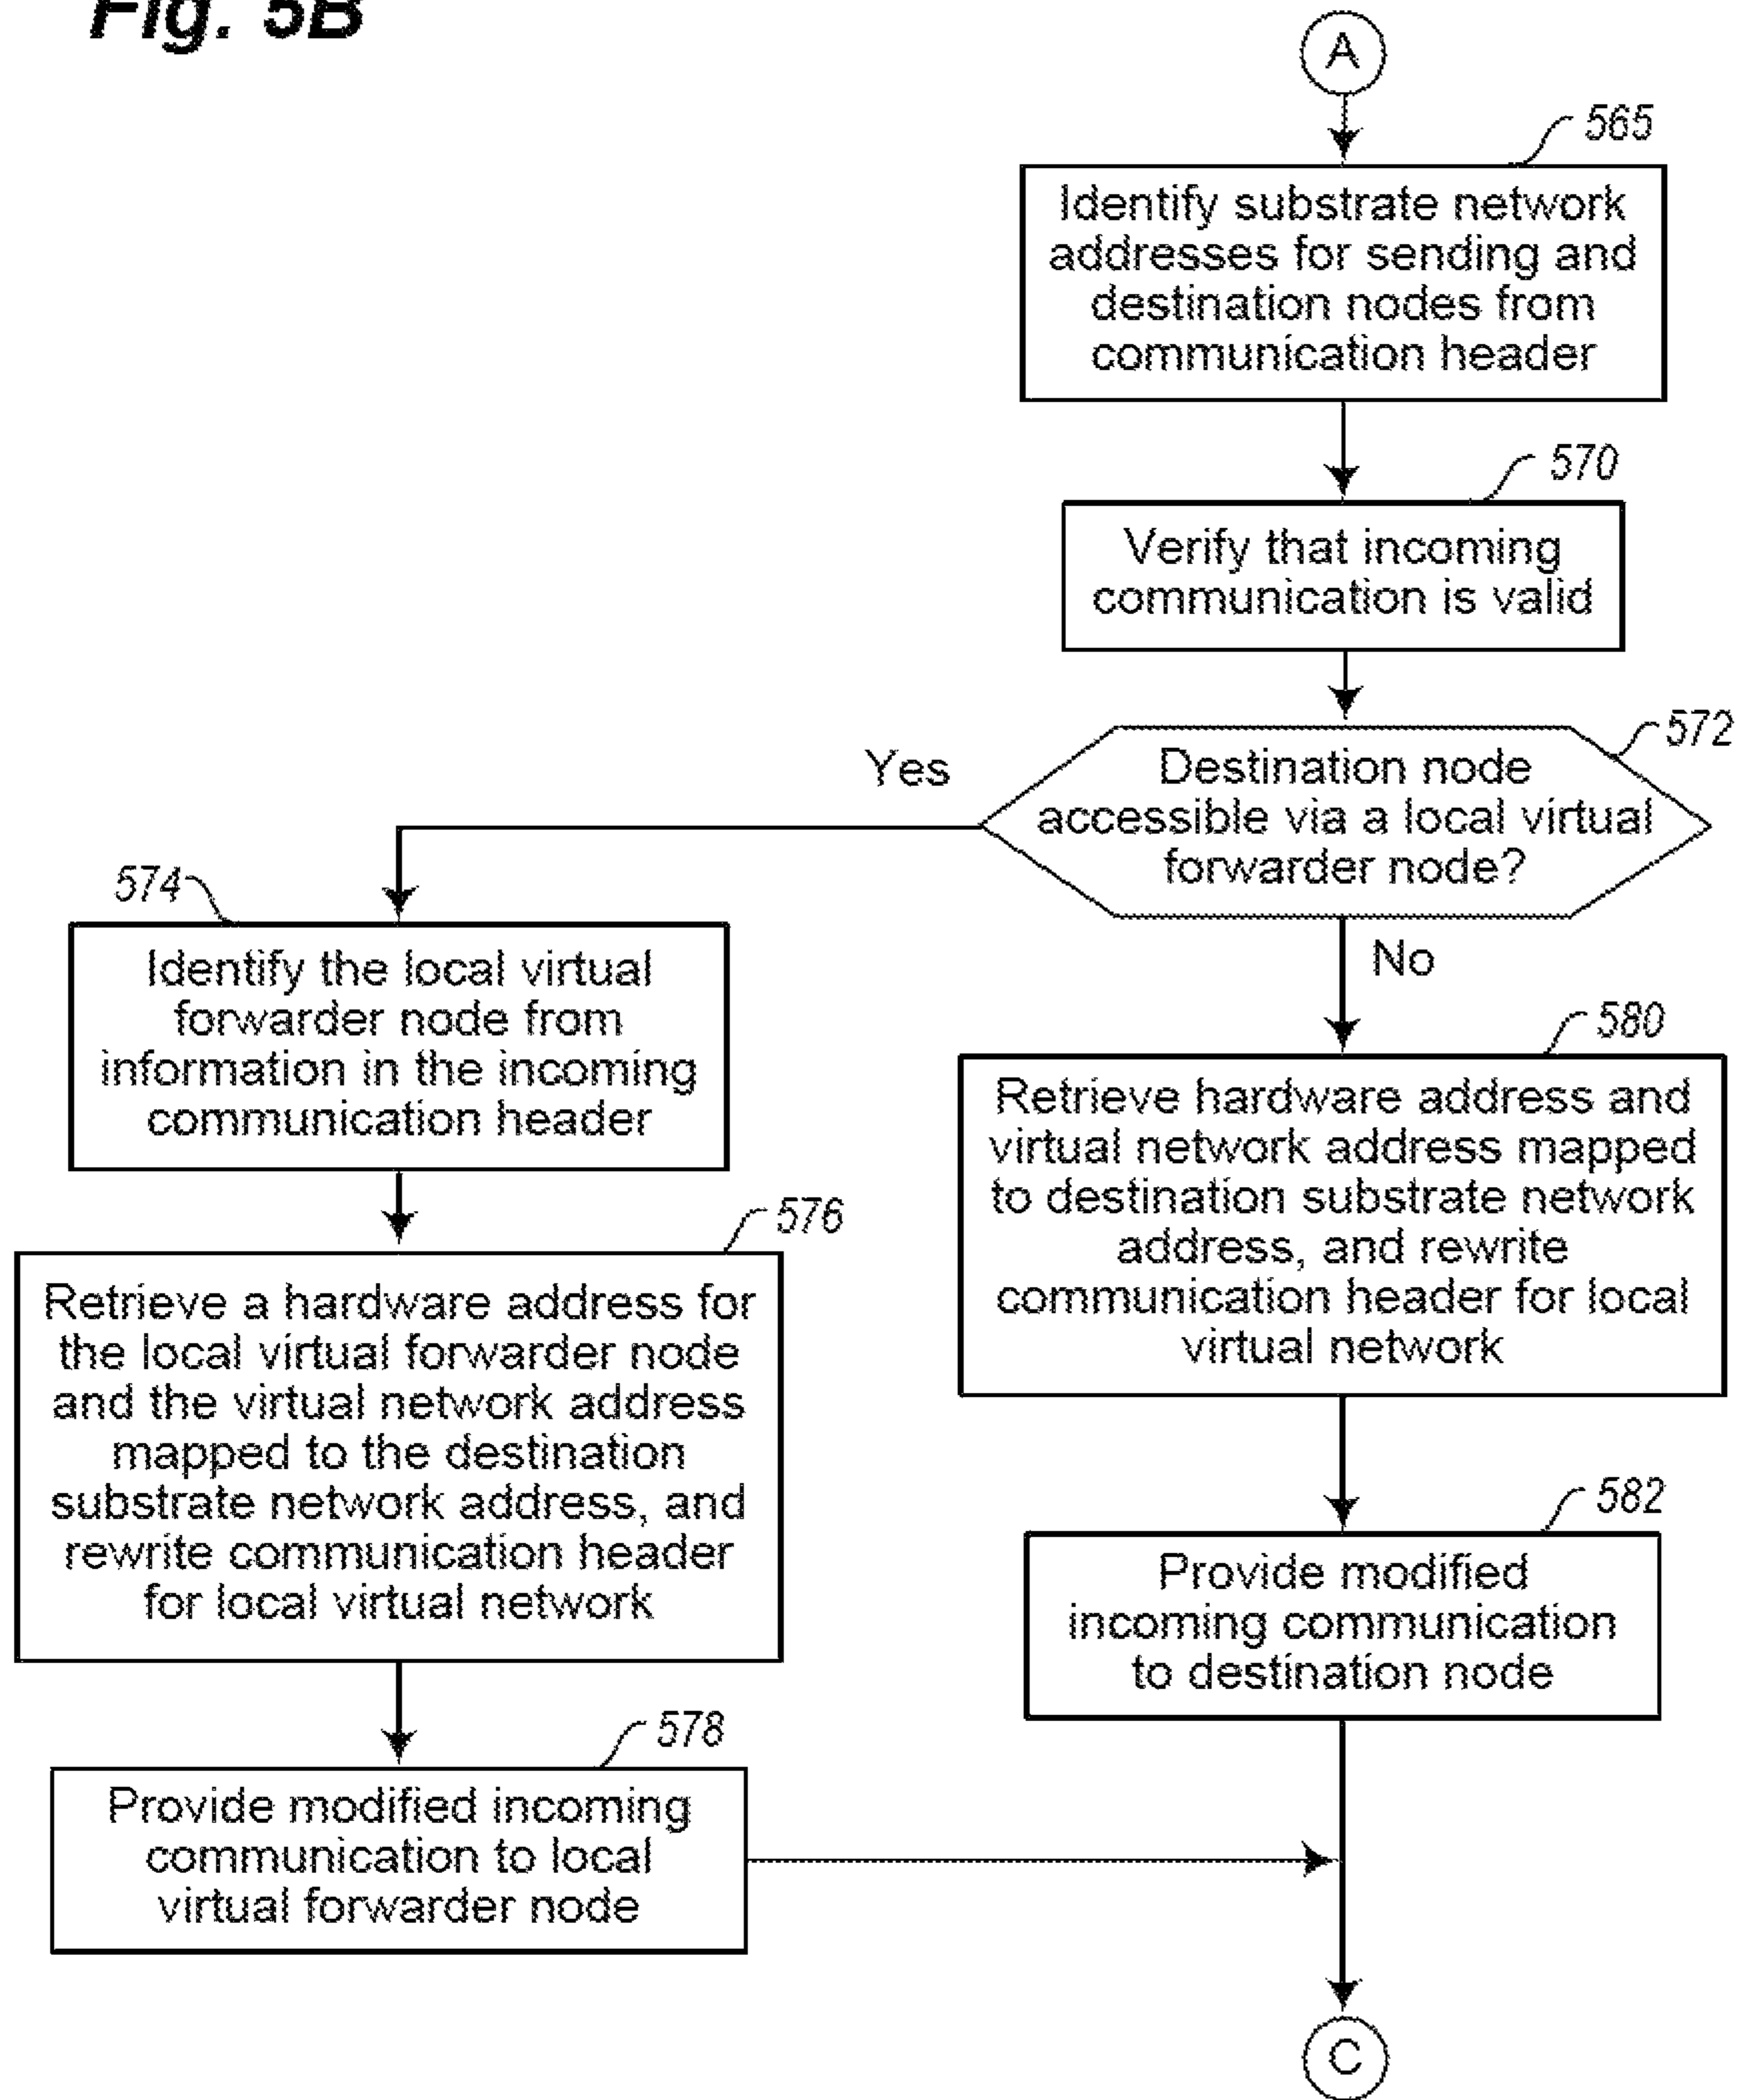 Fig. 5B
A
565
Identify substrate network
addresses for sending and
destination nodes from
communication header
570
Verify that incoming
communication is valid
572
Destination node
accessible via a local virtual
forwarder node?
Yes
No
574
Identify the local virtual
forwarder node from
information in the incoming
communication header
576
Retrieve a hardware address for
the local virtual forwarder node
and the virtual network address
mapped to the destination
substrate network address, and
rewrite communication header
for local virtual network
578
Provide modified incoming
communication to local
virtual forwarder node
580
Retrieve hardware address and
virtual network address mapped
to destination substrate network
address, and rewrite
communication header for local
virtual network
582
Provide modified
incoming communication
to destination node
C